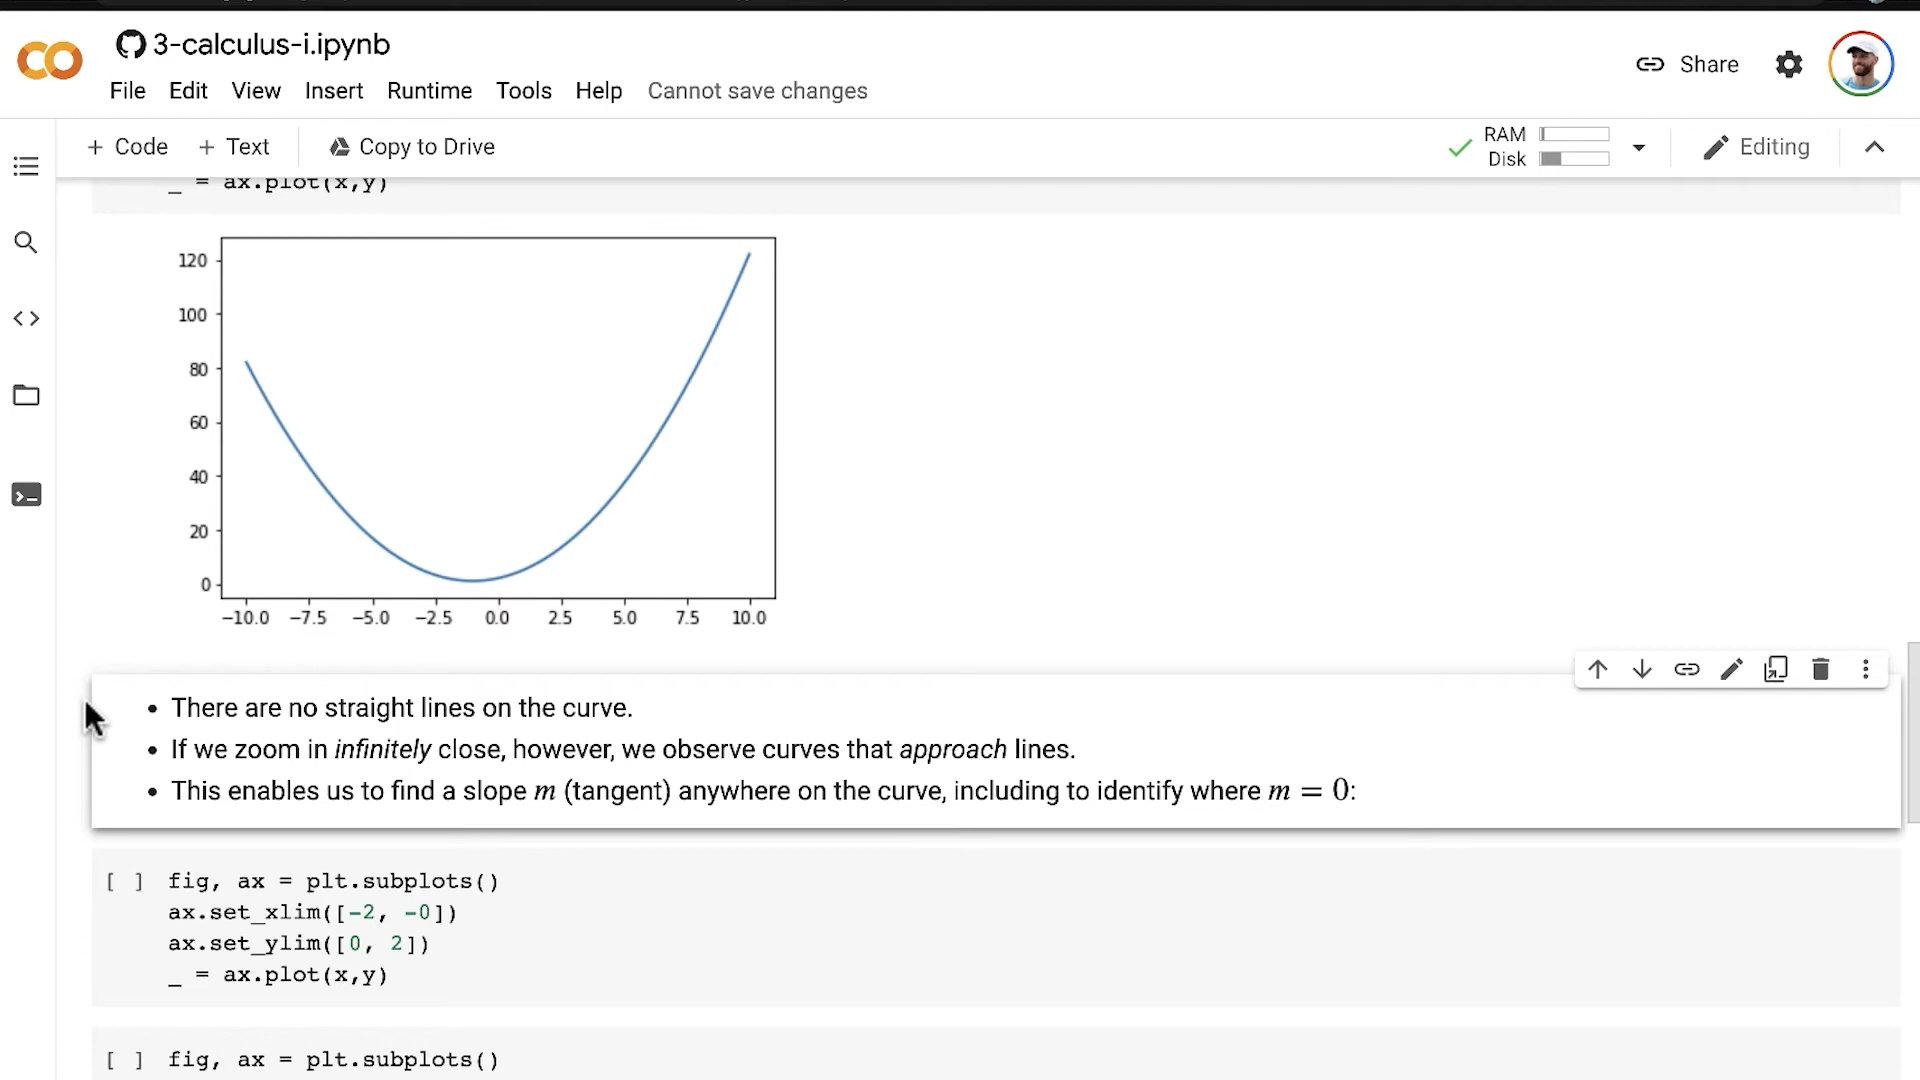 3-calculus-i.ipynb
File Edit View Insert Runtime Tools Help Cannot save changes
Share
+ Code + Text Copy to Drive
RAM
Disk
Editing
_ = ax.plot(x,y)
120
100
80
60
40
20
0
−10.0 −7.5 −5.0 −2.5 0.0 2.5 5.0 7.5 10.0
• There are no straight lines on the curve.
• If we zoom in infinitely close, however, we observe curves that approach lines.
• This enables us to find a slope m (tangent) anywhere on the curve, including to identify where m = 0:
[ ] fig, ax = plt.subplots()
ax.set_xlim([-2, -0])
ax.set_ylim([0, 2])
_ = ax.plot(x,y)
[ ] fig, ax = plt.subplots()